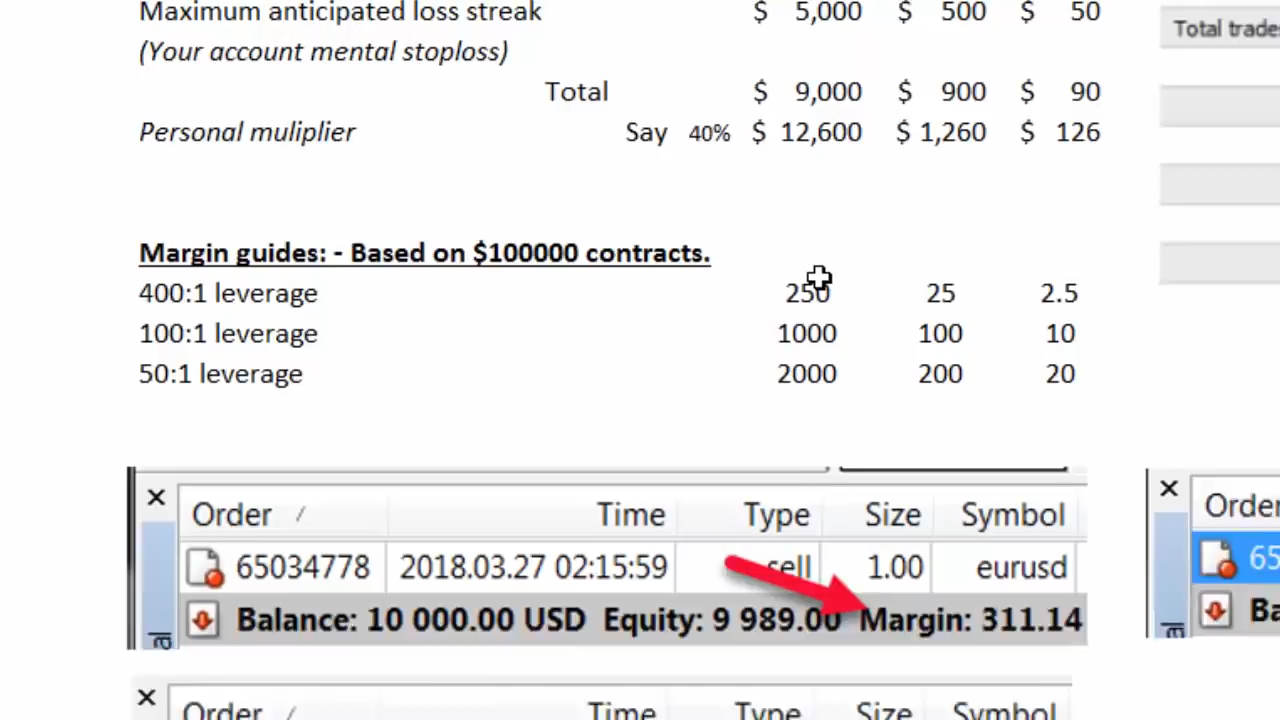 Maximum anticipated loss streak $ 5,000 $ 500 $ 50
Total trade
(Your account mental stoploss)
Total $ 9,000 $ 900 $ 90
Personal muliplier Say 40% $ 12,600 $ 1,260 $ 126
Margin guides: - Based on $100000 contracts.
400:1 leverage 250 25 2.5
100:1 leverage 1000 100 10
50:1 leverage 2000 200 20
Order / Time Type Size Symbol
65034778 2018.03.27 02:15:59 sell 1.00 eurusd
Balance: 10 000.00 USD Equity: 9 989.00 Margin: 311.14
Order
65
Ba
Order / Time Type Size Symbol